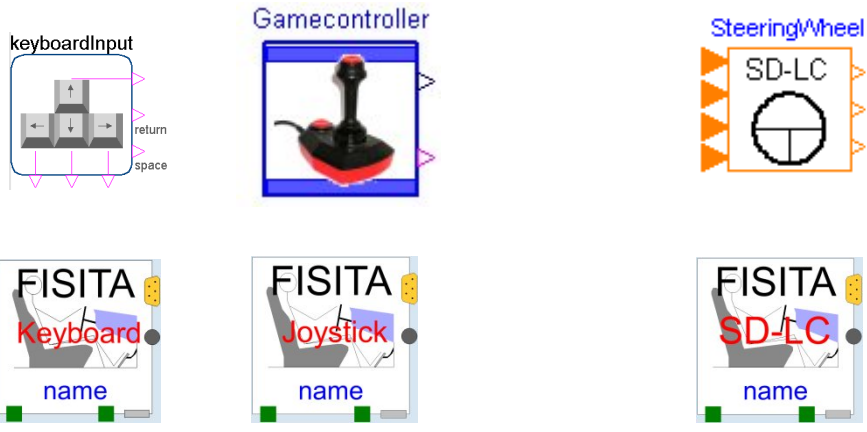 keyboardInput
return
space
Gamecontroller
SteeringWheel
SD-LC
FISITA
Keyboard
name
FISITA
Joystick
name
FISITA
SD-LC
name